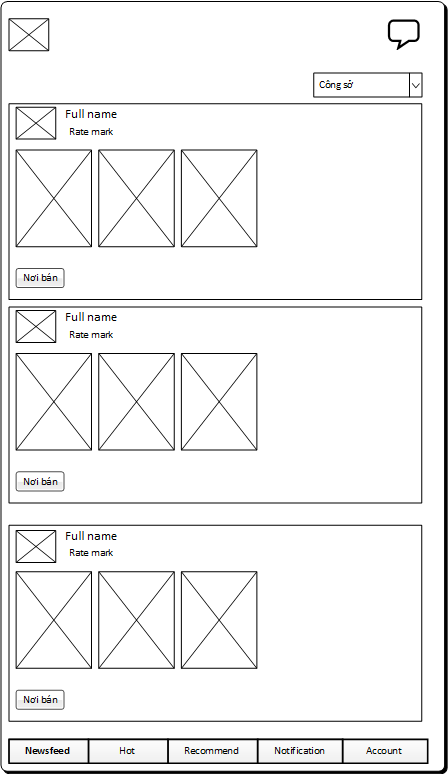 Công sở
Full name
Rate mark
Nơi bán
Full name
Rate mark
Nơi bán
Full name
Rate mark
Nơi bán
Newsfeed Hot Recommend Notification Account